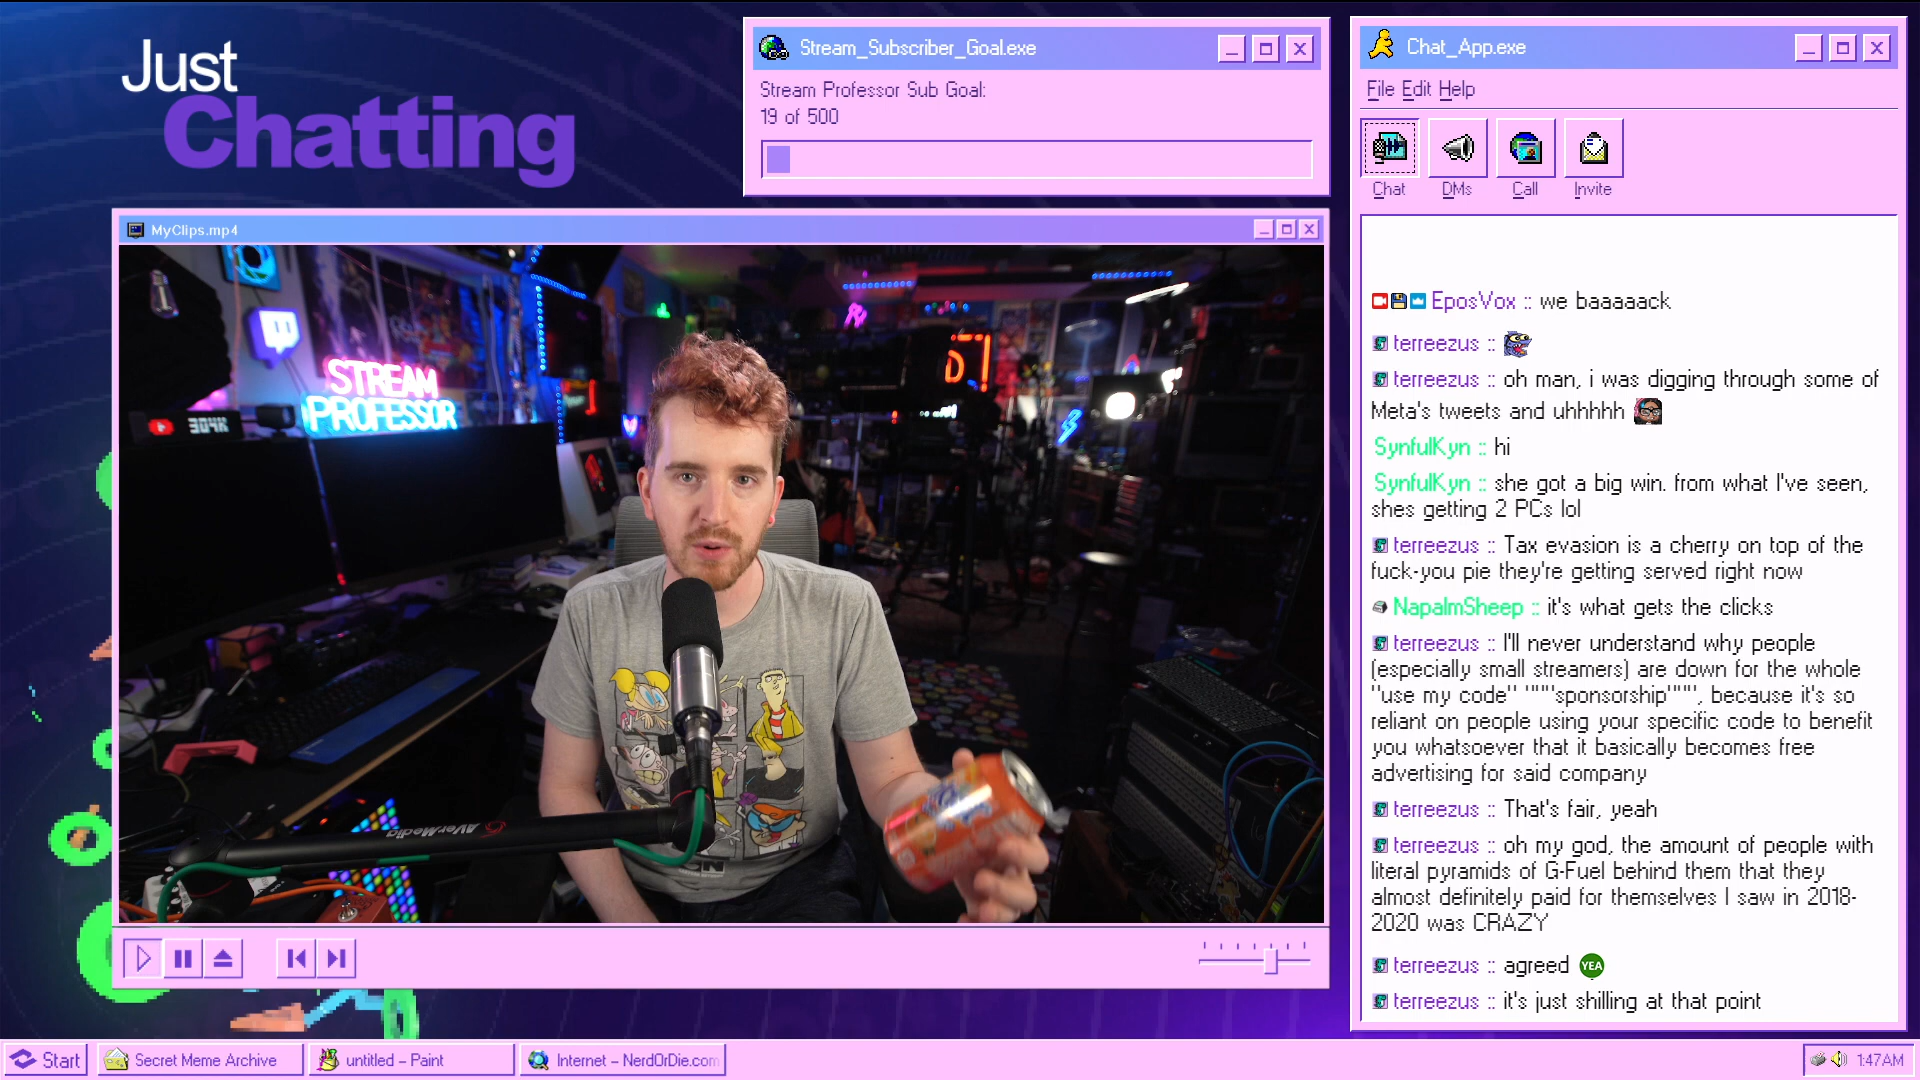 Just
Chatting
Stream_Subscriber_Goal.exe
Stream Professor Sub Goal:
19 of 500
MyClips.mp4
STREAM
PROFESSOR
304K
AVerMedia
Chat_App.exe
File Edit Help
Chat DMs Call Invite
EposVox :: we baaaaack
terreezus ::
terreezus :: oh man, i was digging through some of
Meta's tweets and uhhhhh
SynfulKyn :: hi
SynfulKyn :: she got a big win. from what I've seen,
shes getting 2 PCs lol
terreezus :: Tax evasion is a cherry on top of the
fuck-you pie they're getting served right now
NapalmSheep :: it's what gets the clicks
terreezus :: I'll never understand why people
(especially small streamers) are down for the whole
"use my code" """sponsorship""", because it's so
reliant on people using your specific code to benefit
you whatsoever that it basically becomes free
advertising for said company
terreezus :: That's fair, yeah
terreezus :: oh my god, the amount of people with
literal pyramids of G-Fuel behind them that they
almost definitely paid for themselves I saw in 2018-
2020 was CRAZY
terreezus :: agreed YEA
terreezus :: it's just shilling at that point
Start
Secret Meme Archive
untitled - Paint
Internet - NerdOrDie.com
1:47AM